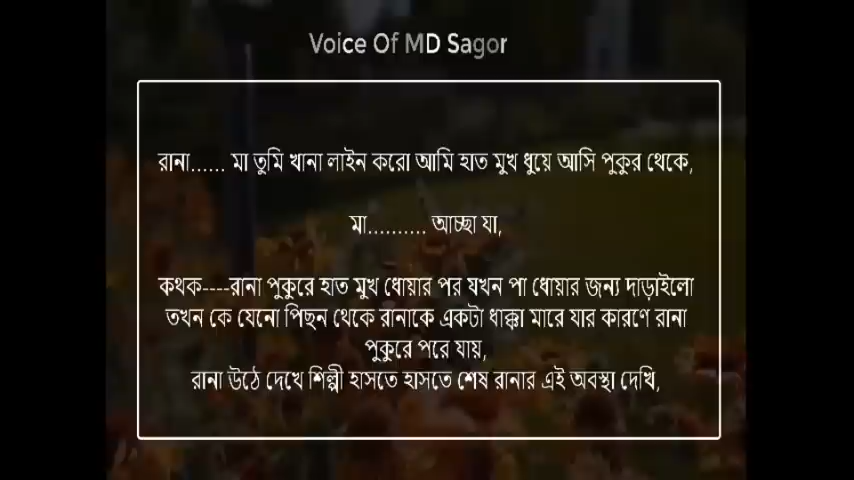 Voice Of MD Sagor
রানা...... মা তুমি খানা লাইন করো আমি হাত মুখ ধুয়ে আসি পুকুর থেকে,
মা.......... আচ্ছা যা,
কথক----রানা পুকুরে হাত মুখ ধোয়ার পর যখন পা ধোয়ার জন্য দাড়াইলো
তখন কে যেনো পিছন থেকে রানাকে একটা ধাক্কা মারে যার কারণে রানা
পুকুরে পরে যায়,
রানা উঠে দেখে শিল্পী হাসতে হাসতে শেষ রানার এই অবস্থা দেখি,